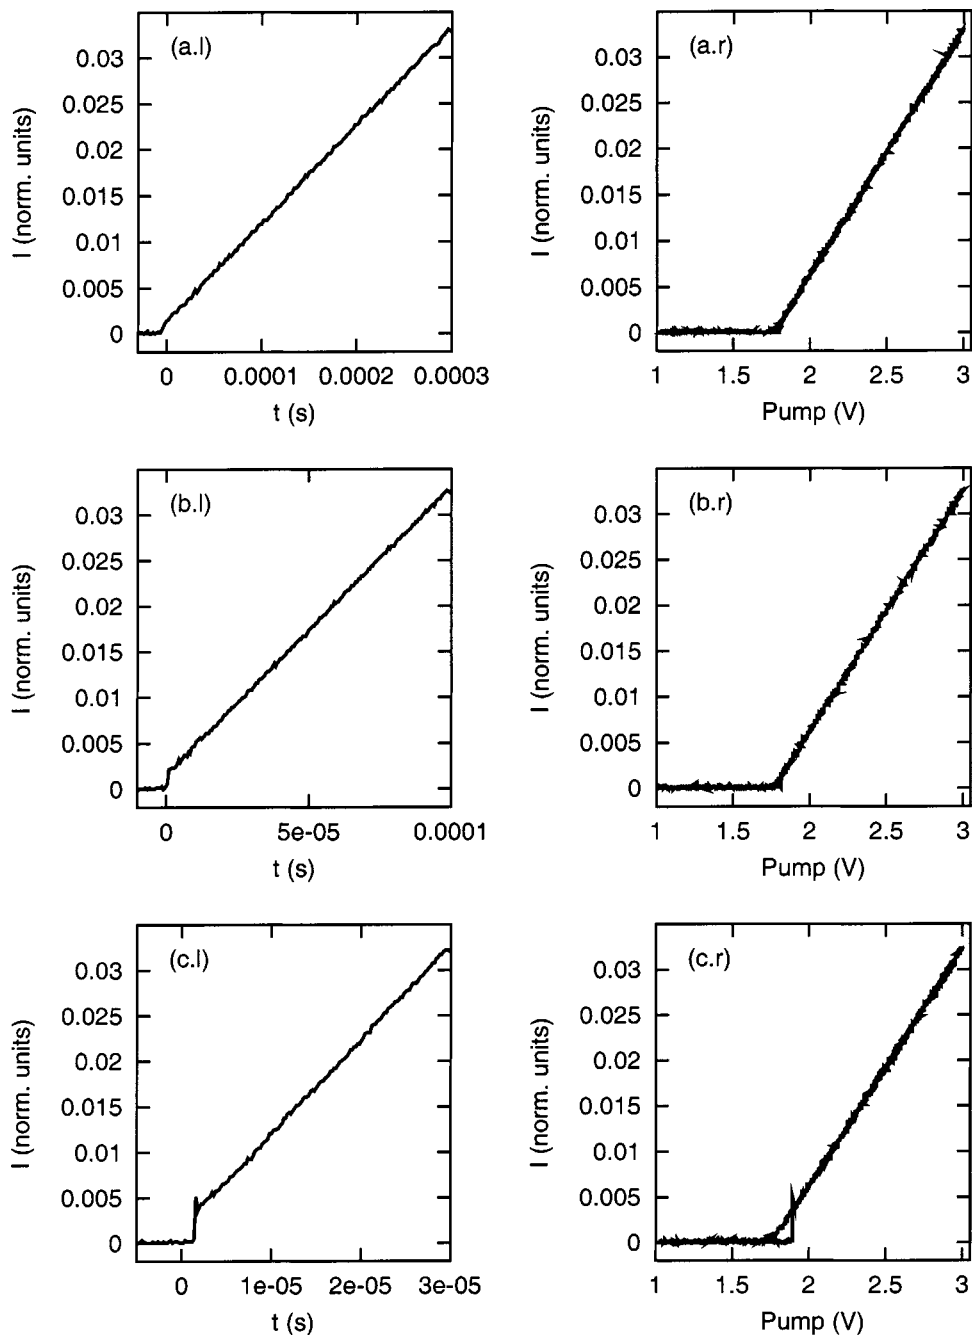 (a.l)
I (norm. units)
0.03
0.025
0.02
0.015
0.01
0.005
0
0 0.0001 0.0002 0.0003
t (s)
(a.r)
I (norm. units)
0.03
0.025
0.02
0.015
0.01
0.005
0
1 1.5 2 2.5 3
Pump (V)
(b.l)
I (norm. units)
0.03
0.025
0.02
0.015
0.01
0.005
0
0 5e-05 0.0001
t (s)
(b.r)
I (norm. units)
0.03
0.025
0.02
0.015
0.01
0.005
0
1 1.5 2 2.5 3
Pump (V)
(c.l)
I (norm. units)
0.03
0.025
0.02
0.015
0.01
0.005
0
0 1e-05 2e-05 3e-05
t (s)
(c.r)
I (norm. units)
0.03
0.025
0.02
0.015
0.01
0.005
0
1 1.5 2 2.5 3
Pump (V)